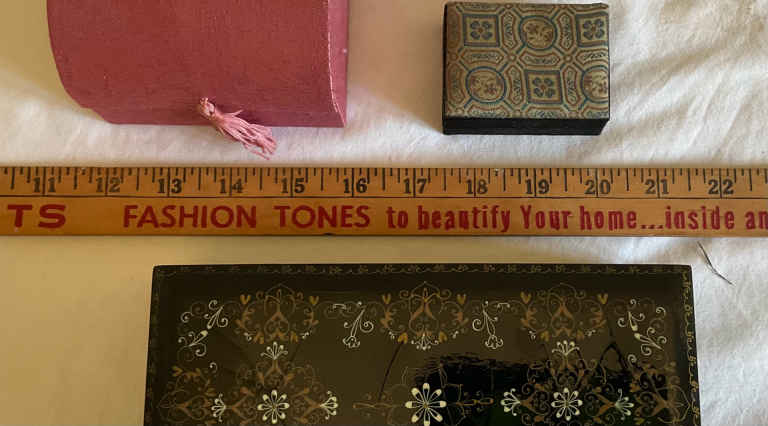 11 12 13 14 15 16 17 18 19 20 21 22
TS FASHION TONES to beautify Your home...inside an